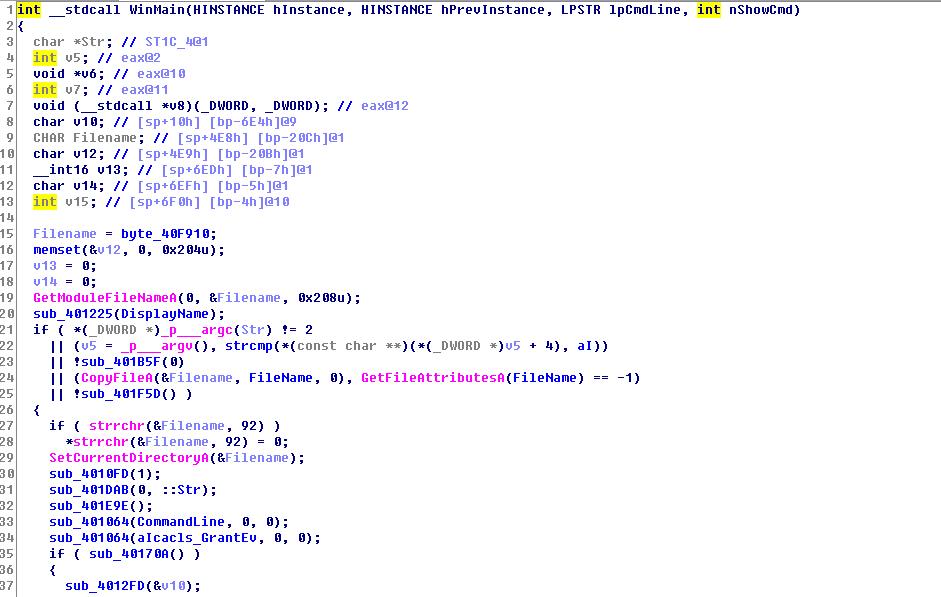 1 int __stdcall WinMain(HINSTANCE hInstance, HINSTANCE hPrevInstance, LPSTR lpCmdLine, int nShowCmd)
2 {
3 char *Str; // ST1C_4@1
4 int v5; // eax@2
5 void *v6; // eax@10
6 int v7; // eax@11
7 void (__stdcall *v8)(_DWORD, _DWORD); // eax@12
8 char v10; // [sp+10h] [bp-6E4h]@9
9 CHAR Filename; // [sp+4E8h] [bp-20Ch]@1
10 char v12; // [sp+4E9h] [bp-20Bh]@1
11 __int16 v13; // [sp+6EDh] [bp-7h]@1
12 char v14; // [sp+6EFh] [bp-5h]@1
13 int v15; // [sp+6F0h] [bp-4h]@10
14
15 Filename = byte_40F910;
16 memset(&v12, 0, 0x204u);
17 v13 = 0;
18 v14 = 0;
19 GetModuleFileNameA(0, &Filename, 0x208u);
20 sub_401225(DisplayName);
21 if ( *(_DWORD *)_p___argc(Str) != 2
22 || (v5 = _p___argv(), strcmp(*(const char **)(*(_DWORD *)v5 + 4), aI))
23 || !sub_401B5F(0)
24 || (CopyFileA(&Filename, FileName, 0), GetFileAttributesA(FileName) == -1)
25 || !sub_401F5D() )
26 {
27 if ( strrchr(&Filename, 92) )
28 *strrchr(&Filename, 92) = 0;
29 SetCurrentDirectoryA(&Filename);
30 sub_4010FD(1);
31 sub_401DAB(0, ::Str);
32 sub_401E9E();
33 sub_401064(CommandLine, 0, 0);
34 sub_401064(aIcacls_GrantEv, 0, 0);
35 if ( sub_40170A() )
36 {
37 sub_4012FD(&v10);